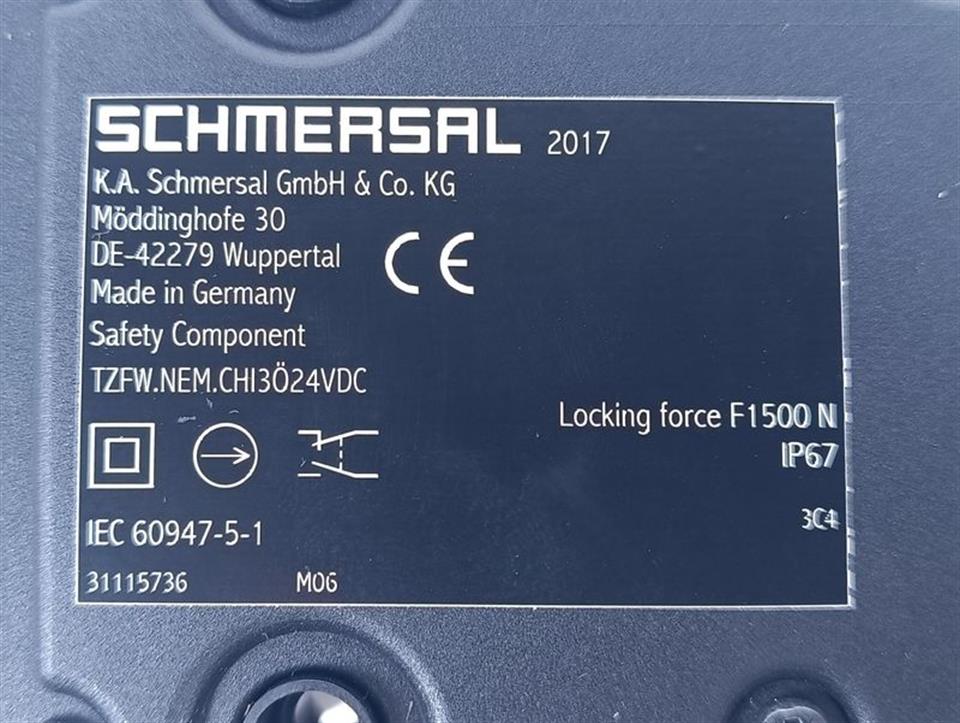 SCHMERSAL 2017
K.A. Schmersal GmbH & Co. KG
Möddinghofe 30
DE-42279 Wuppertal
CE
Made in Germany
Safety Component
TZFW.NEM.CHI3Ö24VDC
Locking force F1500 N
IP67
3C4
IEC 60947-5-1
31115736 M06